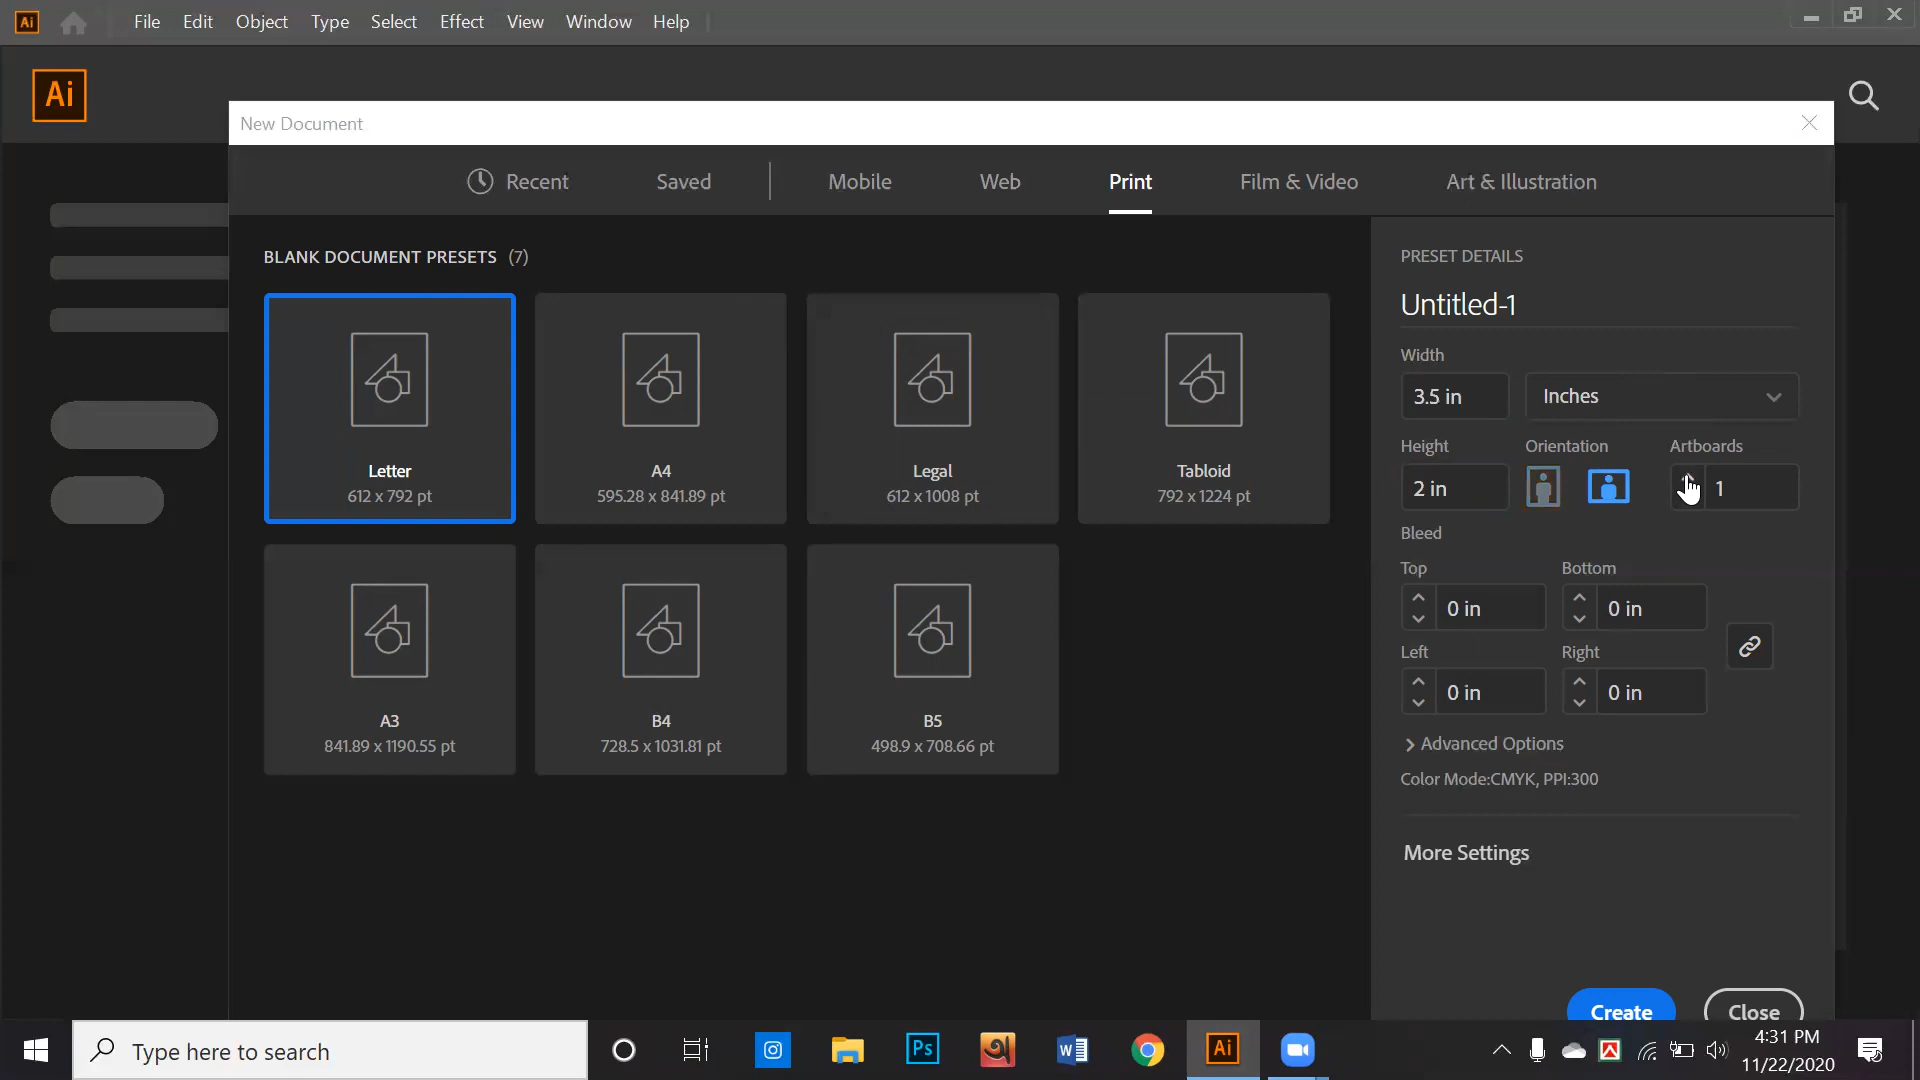 Ai File Edit Object Type Select Effect View Window Help
Ai
New Document
Recent Saved Mobile Web Print Film & Video Art & Illustration
BLANK DOCUMENT PRESETS (7)
Letter
612 x 792 pt
A4
595.28 x 841.89 pt
Legal
612 x 1008 pt
Tabloid
792 x 1224 pt
A3
841.89 x 1190.55 pt
B4
728.5 x 1031.81 pt
B5
498.9 x 708.66 pt
PRESET DETAILS
Untitled-1
Width
3.5 in Inches
Height Orientation Artboards
2 in 1
Bleed
Top Bottom
0 in 0 in
Left Right
0 in 0 in
Advanced Options
Color Mode:CMYK, PPI:300
More Settings
Create Close
Type here to search
Ps
W
Ai
4:31 PM
11/22/2020